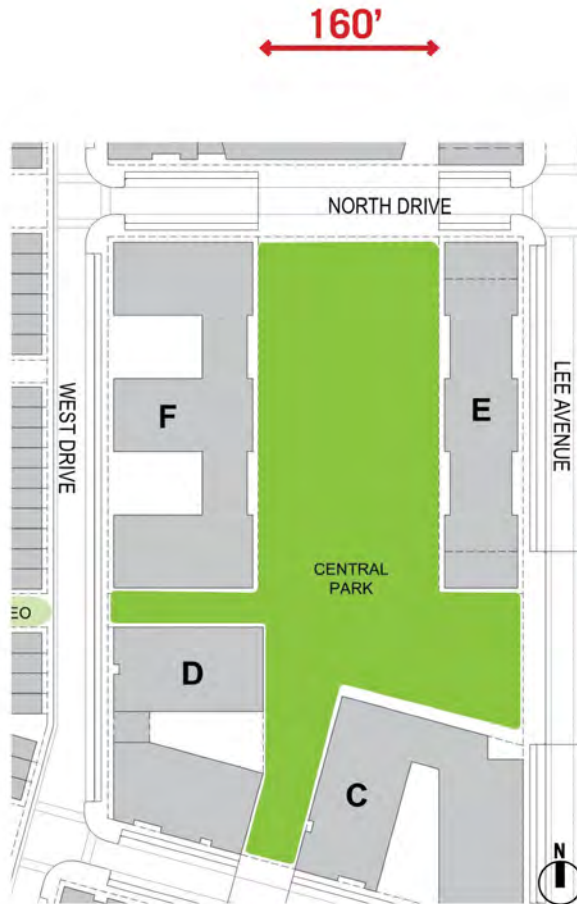 160’
NORTH DRIVE
WEST DRIVE
LEE AVENUE
F
E
CENTRAL
PARK
EO
D
C
N